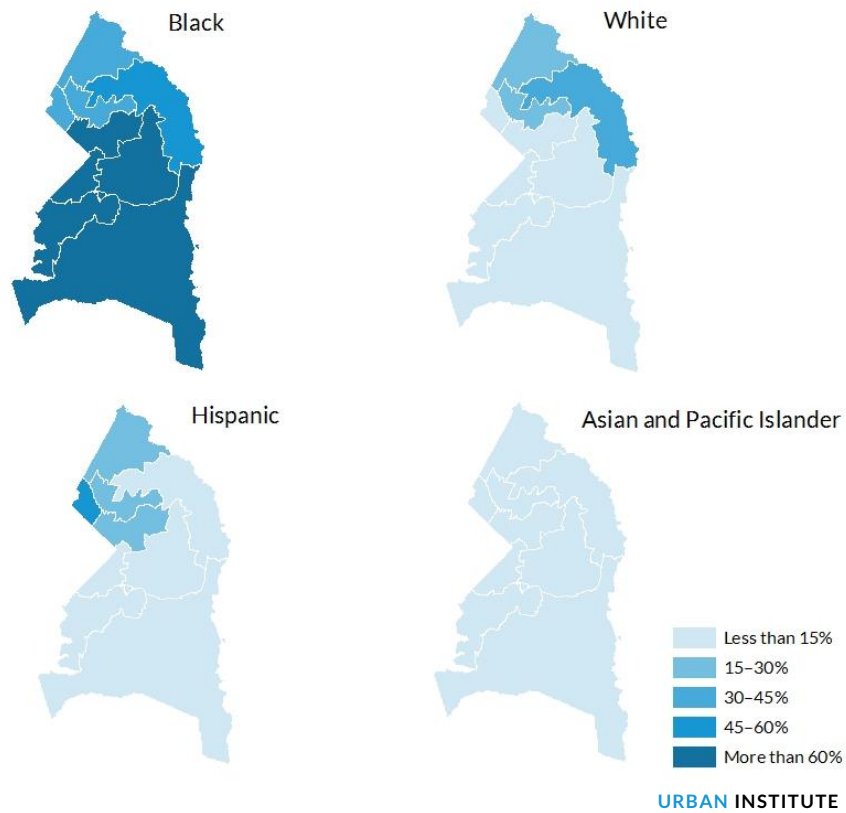 Black
White
Hispanic
Asian and Pacific Islander
Less than 15%
15–30%
30–45%
45–60%
More than 60%
URBAN INSTITUTE